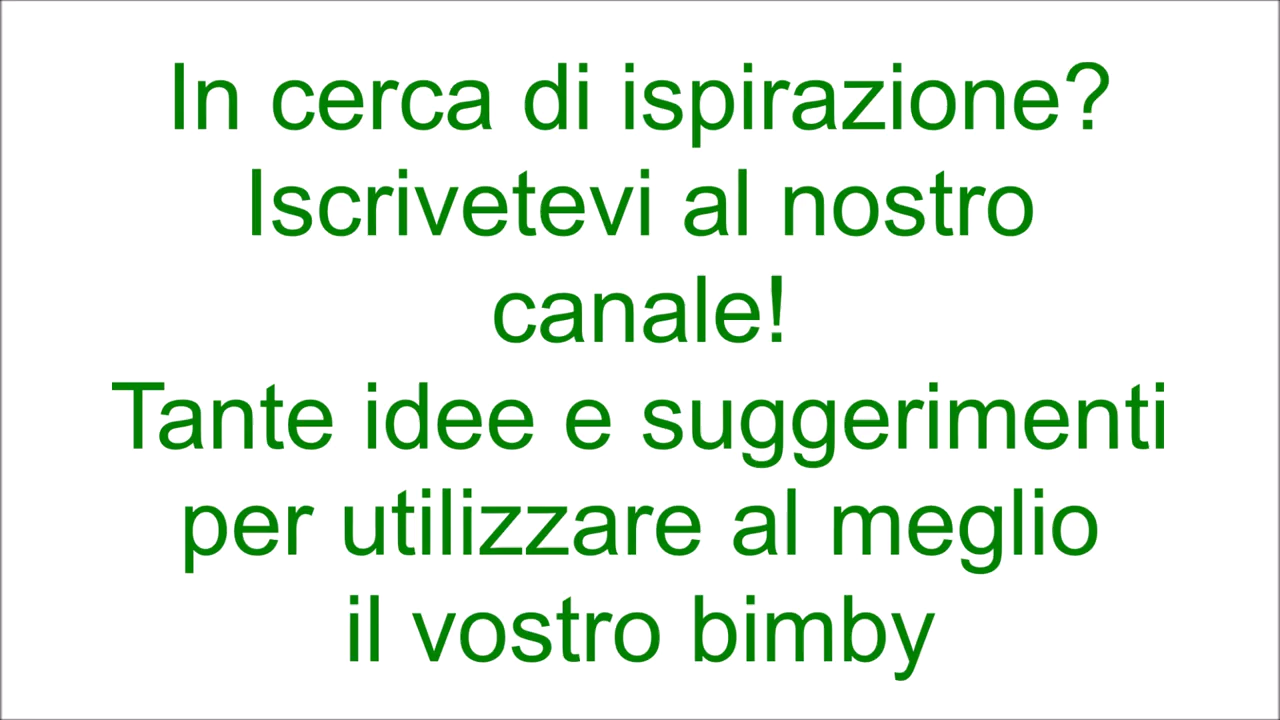 In cerca di ispirazione?
Iscrivetevi al nostro
canale!
Tante idee e suggerimenti
per utilizzare al meglio
il vostro bimby